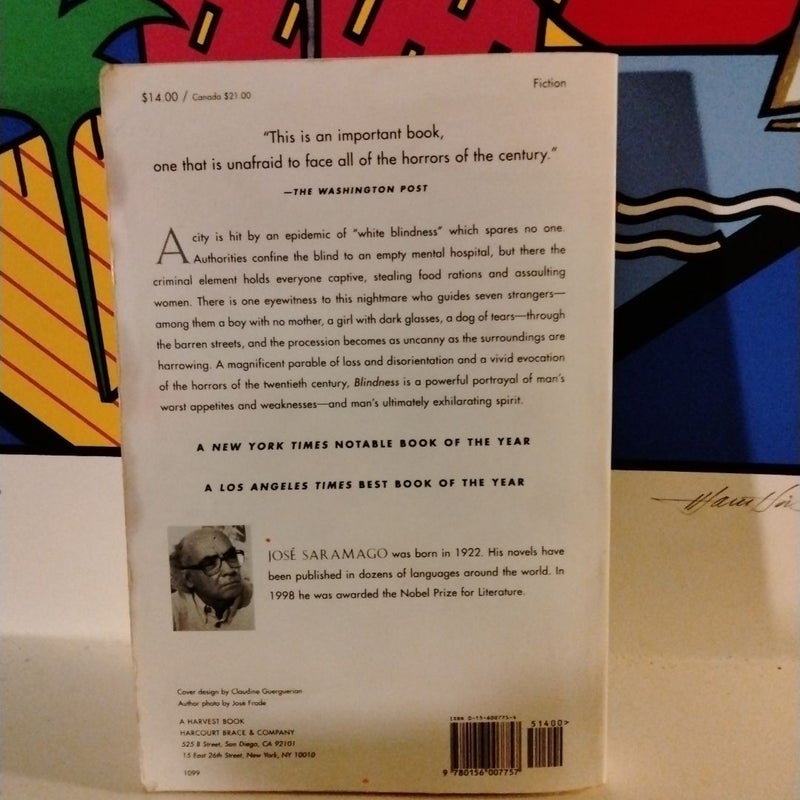 $14.00 / Canada $21.00
Fiction
“This is an important book,
one that is unafraid to face all of the horrors of the century.”
—THE WASHINGTON POST
A city is hit by an epidemic of “white blindness” which spares no one.
Authorities confine the blind to an empty mental hospital, but there the
criminal element holds everyone captive, stealing food rations and assaulting
women. There is one eyewitness to this nightmare who guides seven strangers—
among them a boy with no mother, a girl with dark glasses, a dog of tears—through
the barren streets, and the procession becomes as uncanny as the surroundings are
harrowing. A magnificent parable of loss and disorientation and a vivid evocation
of the horrors of the twentieth century, Blindness is a powerful portrayal of man’s
worst appetites and weaknesses—and man’s ultimately exhilarating spirit.
A NEW YORK TIMES NOTABLE BOOK OF THE YEAR
A LOS ANGELES TIMES BEST BOOK OF THE YEAR
JOSÉ SARAMAGO was born in 1922. His novels have
been published in dozens of languages around the world. In
1998 he was awarded the Nobel Prize for Literature.
Cover design by Claudine Guerguerian
Author photo by José Frade
A HARVEST BOOK
HARCOURT BRACE & COMPANY
525 B Street, San Diego, CA 92101
15 East 26th Street, New York, NY 10010
1099
ISBN 0-15-600775-4
51400>
9 780156 007757